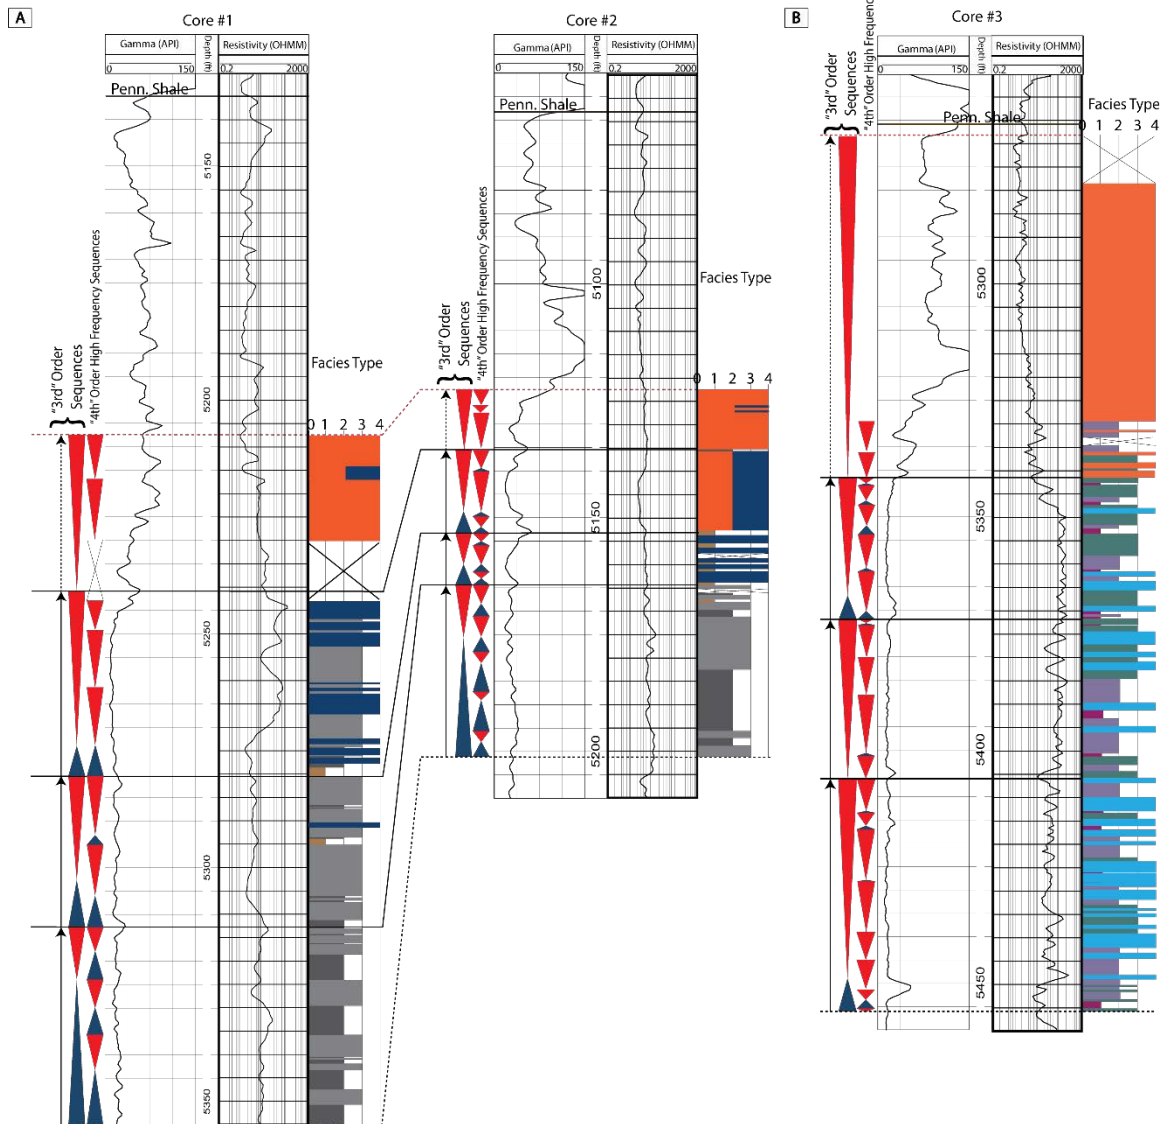 A
Core #1
Gamma (API)
Depth (ft)
Resistivity (OHMM)
0
150
0.2
2000
Penn. Shale
5150
5200
5250
5300
5350
"3rd" Order
Sequences
"4th" Order High Frequency Sequences
Facies Type
0 1 2 3 4
Core #2
Gamma (API)
Depth (ft)
Resistivity (OHMM)
0
150
0.2
2000
Penn. Shale
5100
5150
5200
"3rd" Order
Sequences
"4th" Order High Frequency Sequences
Facies Type
0 1 2 3 4
B
Core #3
Gamma (API)
Depth (ft)
Resistivity (OHMM)
0
150
0.2
2000
Penn. Shale
5300
5350
5400
5450
"3rd" Order
Sequences
"4th" Order High Frequenc
Facies Type
0 1 2 3 4